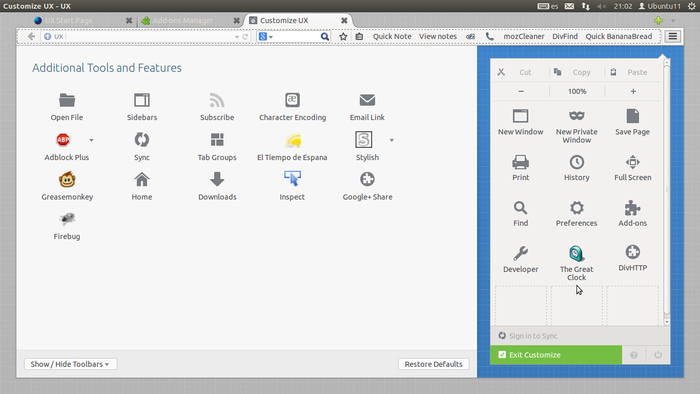 Customize UX - UX
es
21:02
Ubuntu11
UX Start Page
Add-ons Manager
Customize UX
UX
Quick Note
View notes
mozCleaner
DivFind
Quick BananaBread
Additional Tools and Features
Open File
Sidebars
Subscribe
Character Encoding
Email Link
Adblock Plus
Sync
Tab Groups
El Tiempo de Espana
Stylish
Greasemonkey
Home
Downloads
Inspect
Google+ Share
Firebug
Cut
Copy
Paste
100%
New Window
New Private
Window
Save Page
Print
History
Full Screen
Find
Preferences
Add-ons
Developer
The Great
Clock
DivHTTP
Sign in to Sync
Exit Customize
Show / Hide Toolbars
Restore Defaults